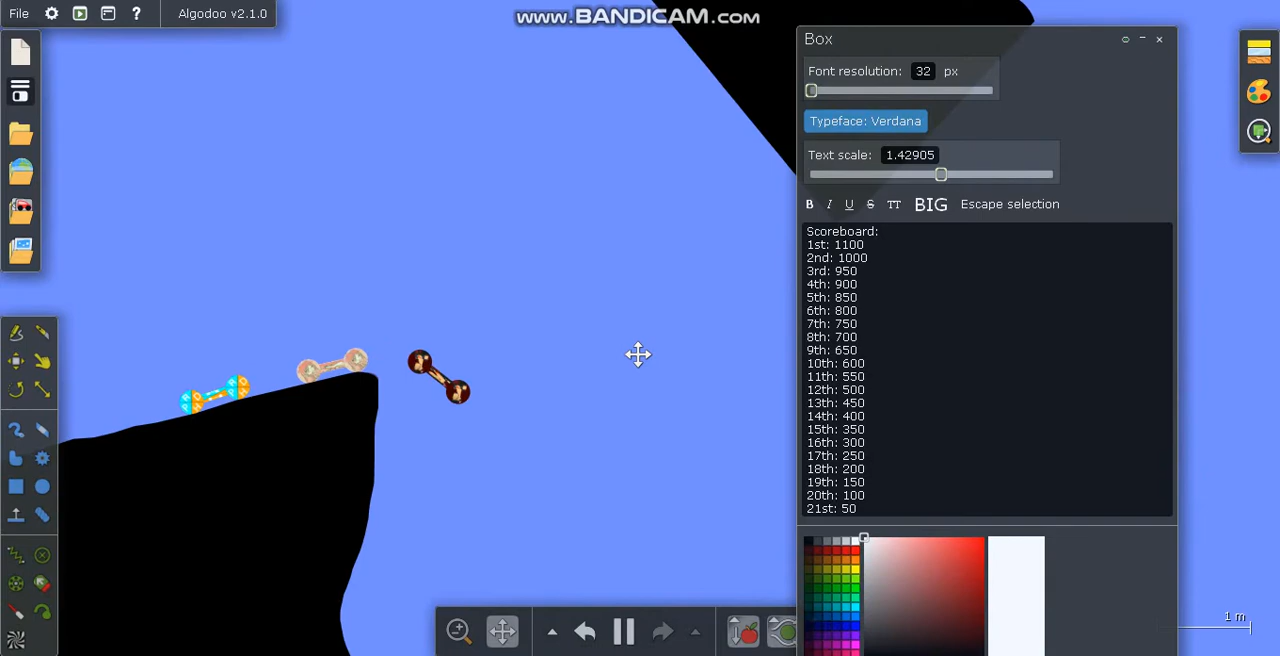 File
?
Algodoo v2.1.0
www.BANDICAM.com
Box
Font resolution: 32 px
Typeface: Verdana
Text scale: 1.42905
B I U S TT BIG Escape selection
Scoreboard:
1st: 1100
2nd: 1000
3rd: 950
4th: 900
5th: 850
6th: 800
7th: 750
8th: 700
9th: 650
10th: 600
11th: 550
12th: 500
13th: 450
14th: 400
15th: 350
16th: 300
17th: 250
18th: 200
19th: 150
20th: 100
21st: 50
1 m